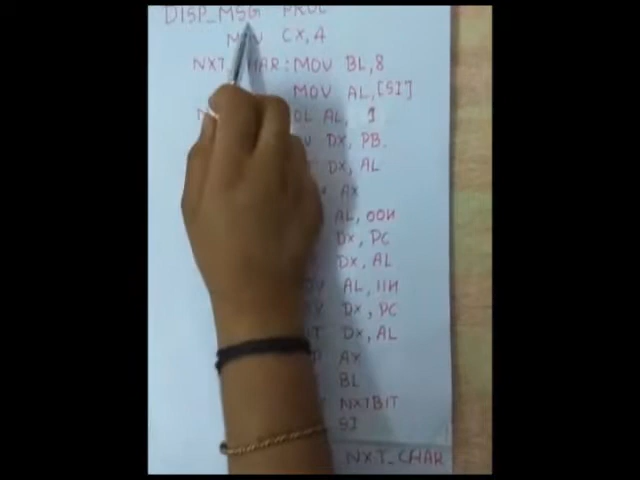 DISP_MSG PROC
CX, 4
NXT_CHAR: MOV BL, 8
MOV AL, [SI]
AL, 1
DX, PB.
DX, AL
AX
AL, 00H
DX, PC
DX, AL
AL, 11H
DX, PC
DX, AL
AX
BL
NXTBIT
SI
NXT_CHAR